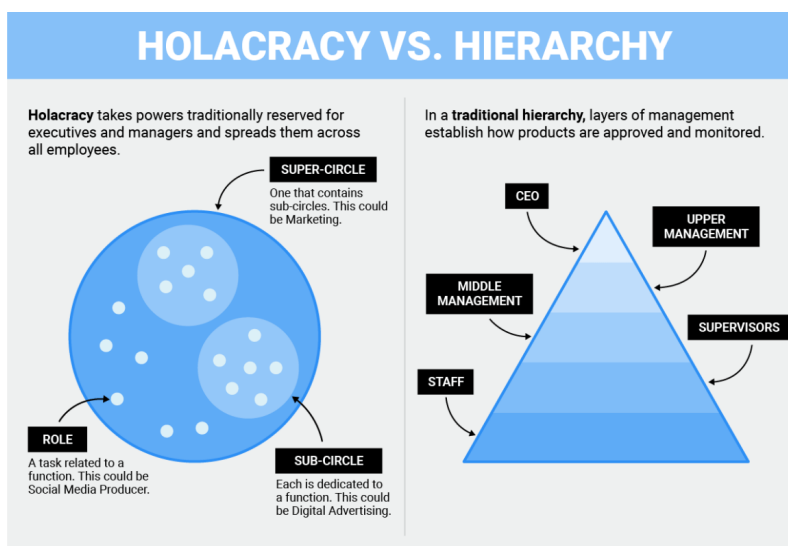 HOLACRACY VS. HIERARCHY
Holacracy takes powers traditionally reserved for
executives and managers and spreads them across
all employees.
SUPER-CIRCLE
One that contains
sub-circles. This could
be Marketing.
ROLE
A task related to a
function. This could be
Social Media Producer.
SUB-CIRCLE
Each is dedicated to
a function. This could
be Digital Advertising.
In a traditional hierarchy, layers of management
establish how products are approved and monitored.
CEO
UPPER
MANAGEMENT
MIDDLE
MANAGEMENT
SUPERVISORS
STAFF